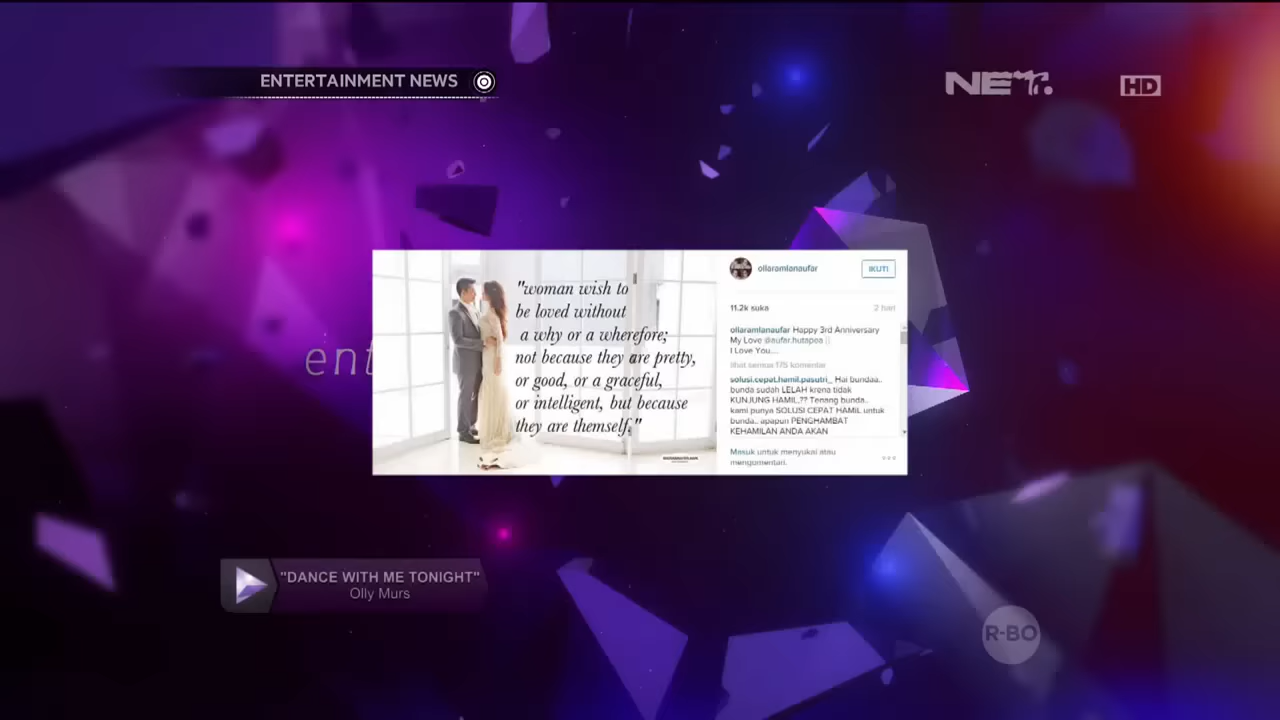 ENTERTAINMENT NEWS
NET.
HD
ent
"woman wish to
be loved without
a why or a wherefore;
not because they are pretty,
or good, or a graceful,
or intelligent, but because
they are themself."
ollaramlanaufar
IKUTI
11.2k suka
2 hari
ollaramlanaufar Happy 3rd Anniversary
My Love @aufar.hutapea ||
I Love You....
lihat semua 175 komentar
solusi.cepat.hamil.pasutri_ Hai bundaa..
bunda sudah LELAH krena tidak
KUNJUNG HAMIL,?? Tenang bunda..
kami punya SOLUSI CEPAT HAMIL untuk
bunda.. apapun PENGHAMBAT
KEHAMILAN ANDA AKAN
Masuk untuk menyukai atau
mengomentari.
"DANCE WITH ME TONIGHT"
Olly Murs
R-BO